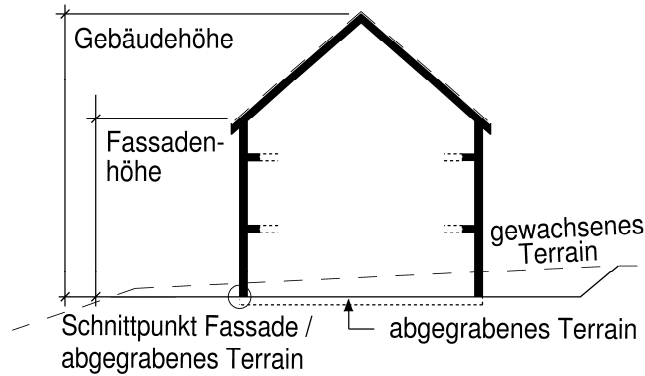 Gebäudehöhe
Fassaden-
höhe
gewachsenes
Terrain
Schnittpunkt Fassade /
abgegrabenes Terrain
abgegrabenes Terrain